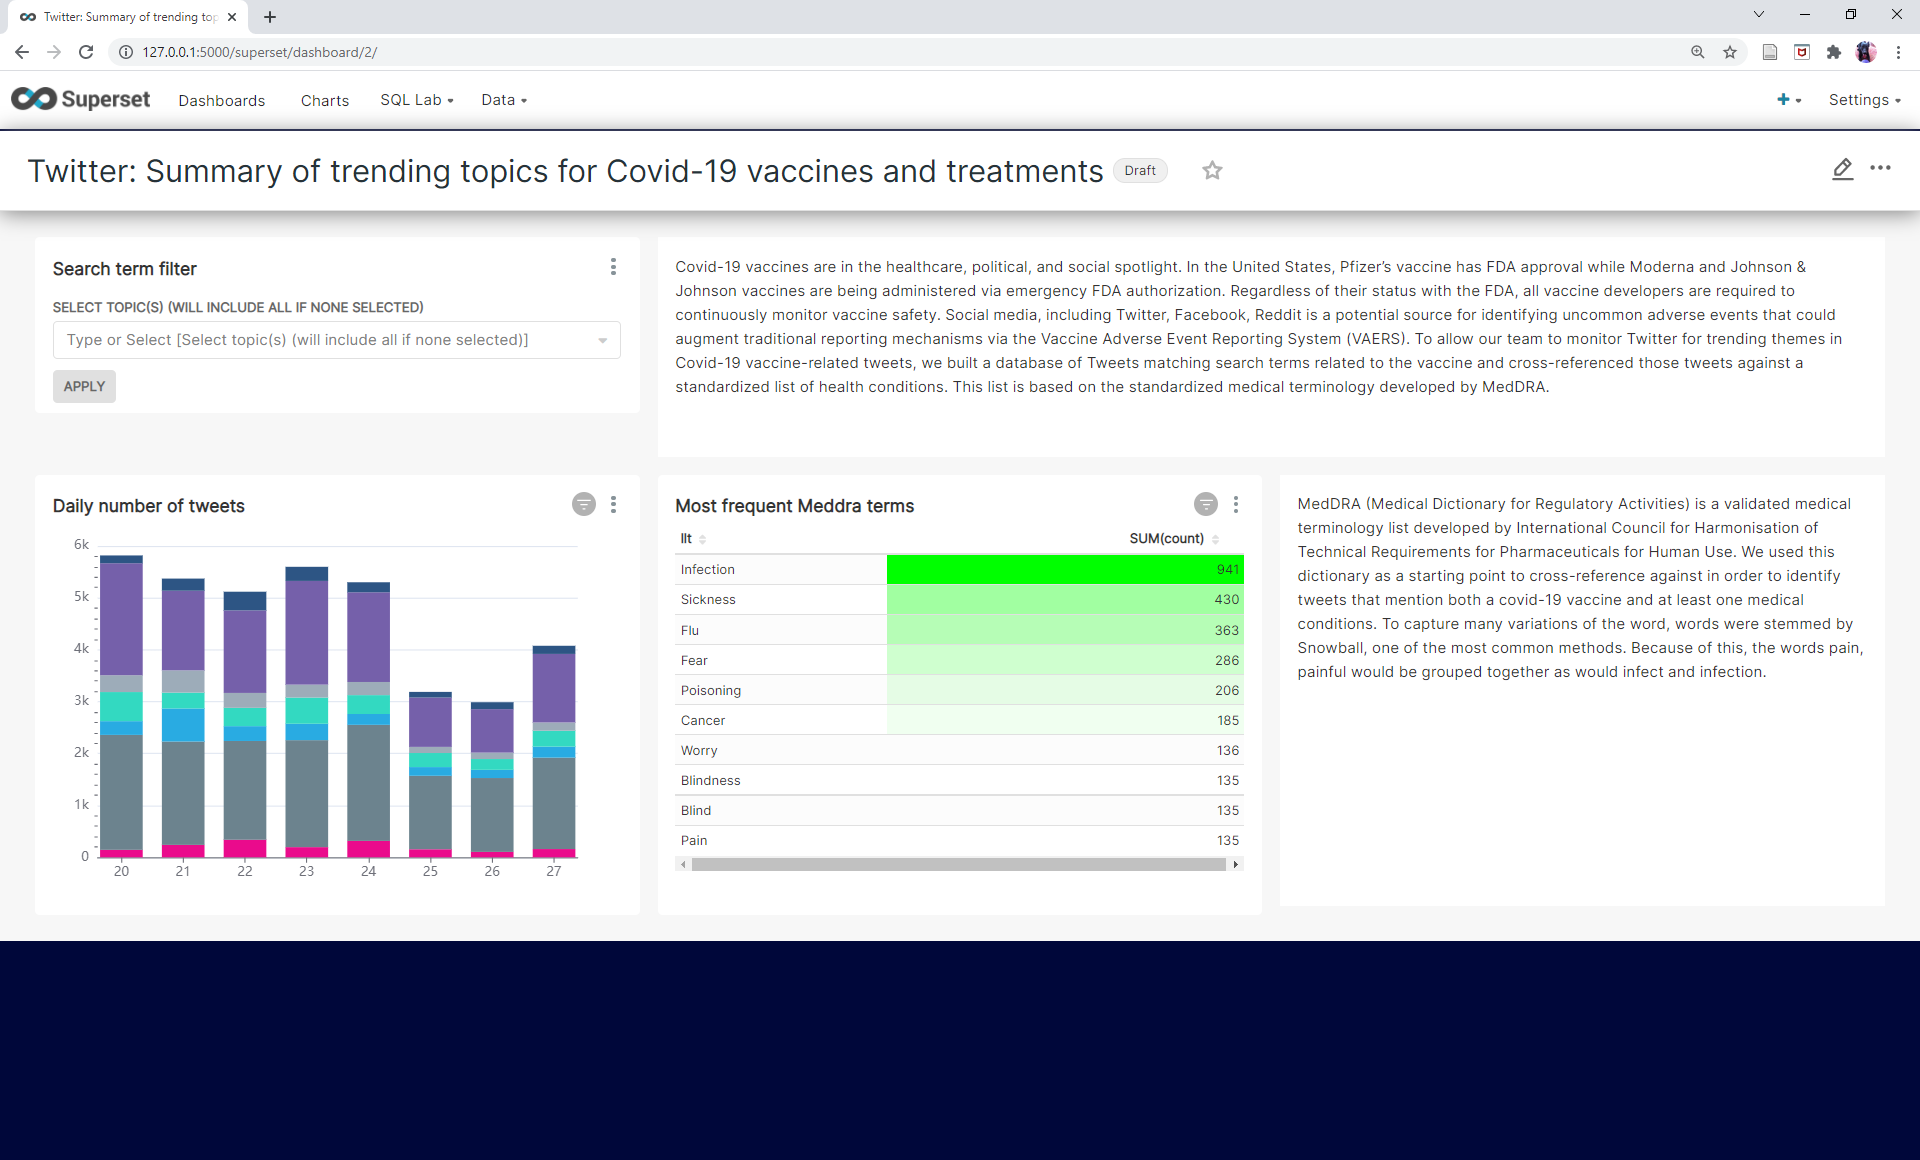 Twitter: Summary of trending top
127.0.0.1:5000/superset/dashboard/2/
Superset
Dashboards
Charts
SQL Lab
Data
Settings
Twitter: Summary of trending topics for Covid-19 vaccines and treatments
Draft
Search term filter
SELECT TOPIC(S) (WILL INCLUDE ALL IF NONE SELECTED)
Type or Select [Select topic(s) (will include all if none selected)]
APPLY
Covid-19 vaccines are in the healthcare, political, and social spotlight. In the United States, Pfizer’s vaccine has FDA approval while Moderna and Johnson &
Johnson vaccines are being administered via emergency FDA authorization. Regardless of their status with the FDA, all vaccine developers are required to
continuously monitor vaccine safety. Social media, including Twitter, Facebook, Reddit is a potential source for identifying uncommon adverse events that could
augment traditional reporting mechanisms via the Vaccine Adverse Event Reporting System (VAERS). To allow our team to monitor Twitter for trending themes in
Covid-19 vaccine-related tweets, we built a database of Tweets matching search terms related to the vaccine and cross-referenced those tweets against a
standardized list of health conditions. This list is based on the standardized medical terminology developed by MedDRA.
Daily number of tweets
6k
5k
4k
3k
2k
1k
0
20 21 22 23 24 25 26 27
Most frequent Meddra terms
llt SUM(count)
Infection 941
Sickness 430
Flu 363
Fear 286
Poisoning 206
Cancer 185
Worry 136
Blindness 135
Blind 135
Pain 135
MedDRA (Medical Dictionary for Regulatory Activities) is a validated medical
terminology list developed by International Council for Harmonisation of
Technical Requirements for Pharmaceuticals for Human Use. We used this
dictionary as a starting point to cross-reference against in order to identify
tweets that mention both a covid-19 vaccine and at least one medical
conditions. To capture many variations of the word, words were stemmed by
Snowball, one of the most common methods. Because of this, the words pain,
painful would be grouped together as would infect and infection.